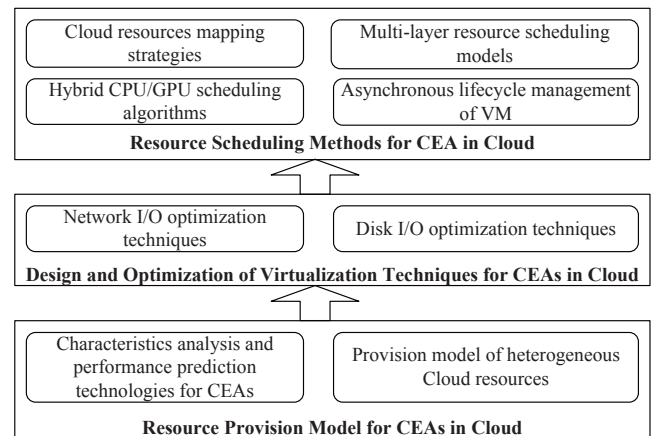 Cloud resources mapping
strategies
Multi-layer resource scheduling
models
Hybrid CPU/GPU scheduling
algorithms
Asynchronous lifecycle management
of VM
Resource Scheduling Methods for CEA in Cloud
Network I/O optimization
techniques
Disk I/O optimization techniques
Design and Optimization of Virtualization Techniques for CEAs in Cloud
Characteristics analysis and
performance prediction
technologies for CEAs
Provision model of heterogeneous
Cloud resources
Resource Provision Model for CEAs in Cloud